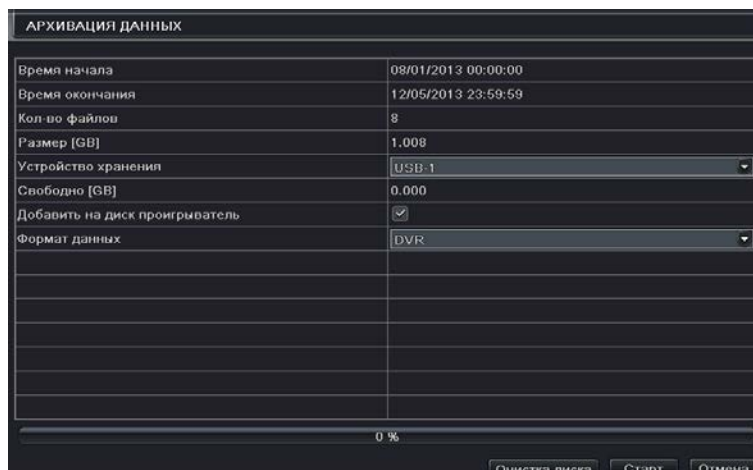 АРХИВАЦИЯ ДАННЫХ
Время начала 08/01/2013 00:00:00
Время окончания 12/05/2013 23:59:59
Кол-во файлов 8
Размер [GB] 1.008
Устройство хранения USB-1
Свободно [GB] 0.000
Добавить на диск проигрыватель
Формат данных DVR
0 %
Очистка диска Старт Отмена